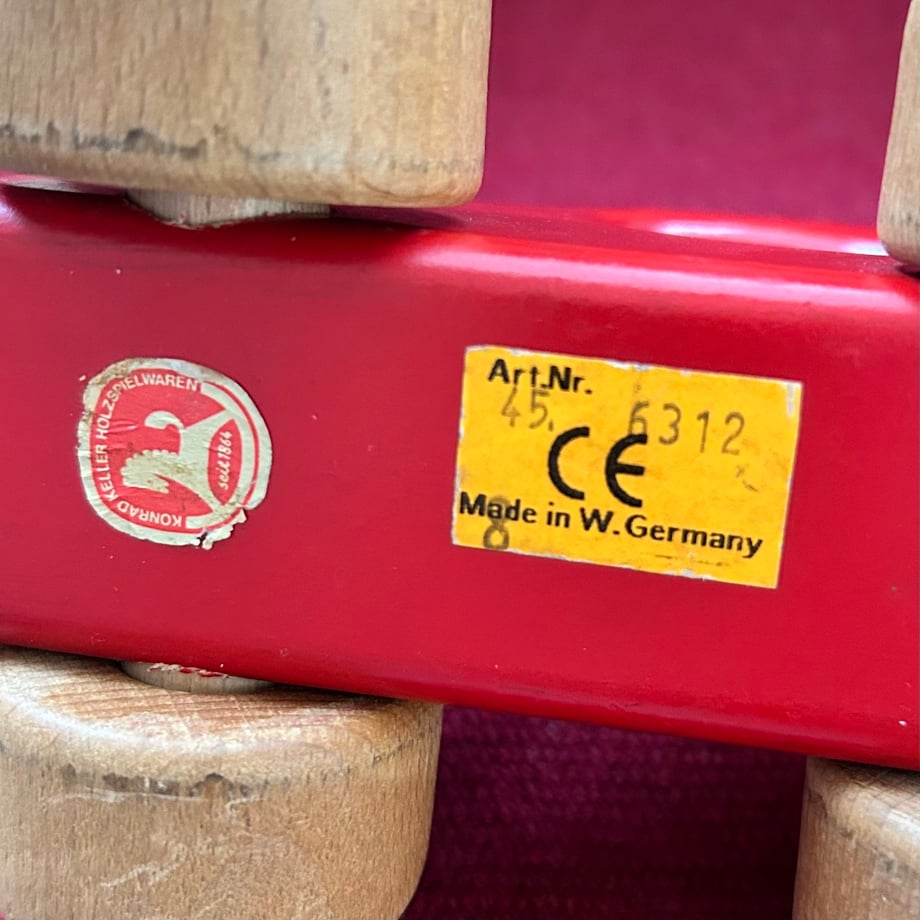 KONRAD KELLER HOLZSPIELWAREN
seit 1864
Art.Nr.
45. 6312
CE
Made in W.Germany
8